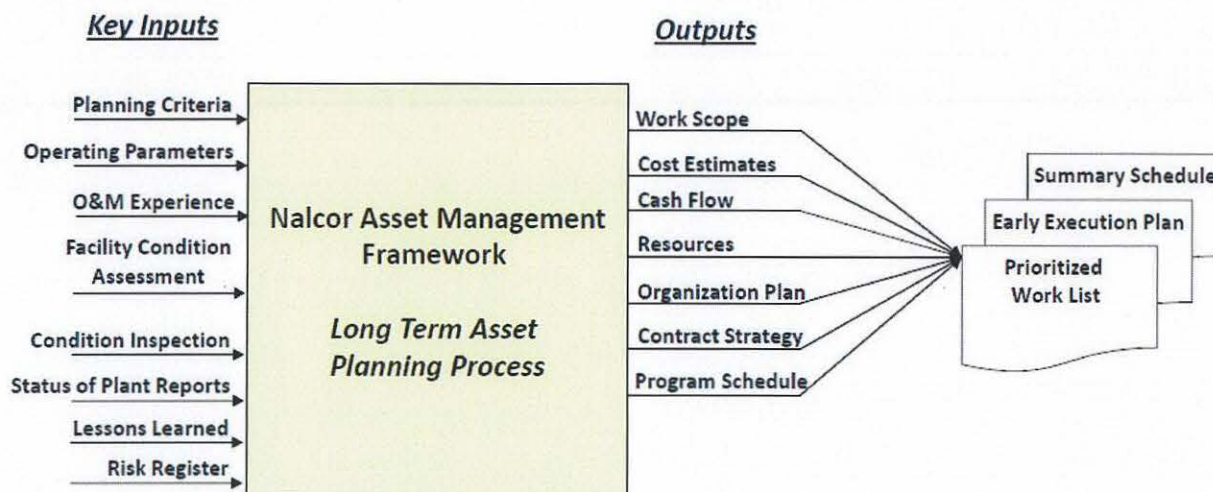 Key Inputs
Planning Criteria
Operating Parameters
O&M Experience
Facility Condition
Assessment
Condition Inspection
Status of Plant Reports
Lessons Learned
Risk Register
Nalcor Asset Management
Framework
Long Term Asset
Planning Process
Outputs
Work Scope
Cost Estimates
Cash Flow
Resources
Organization Plan
Contract Strategy
Program Schedule
Summary Schedule
Early Execution Plan
Prioritized
Work List